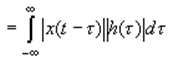 = ∫_{-∞}^{∞} |x(t − τ)||h(τ)|dτ